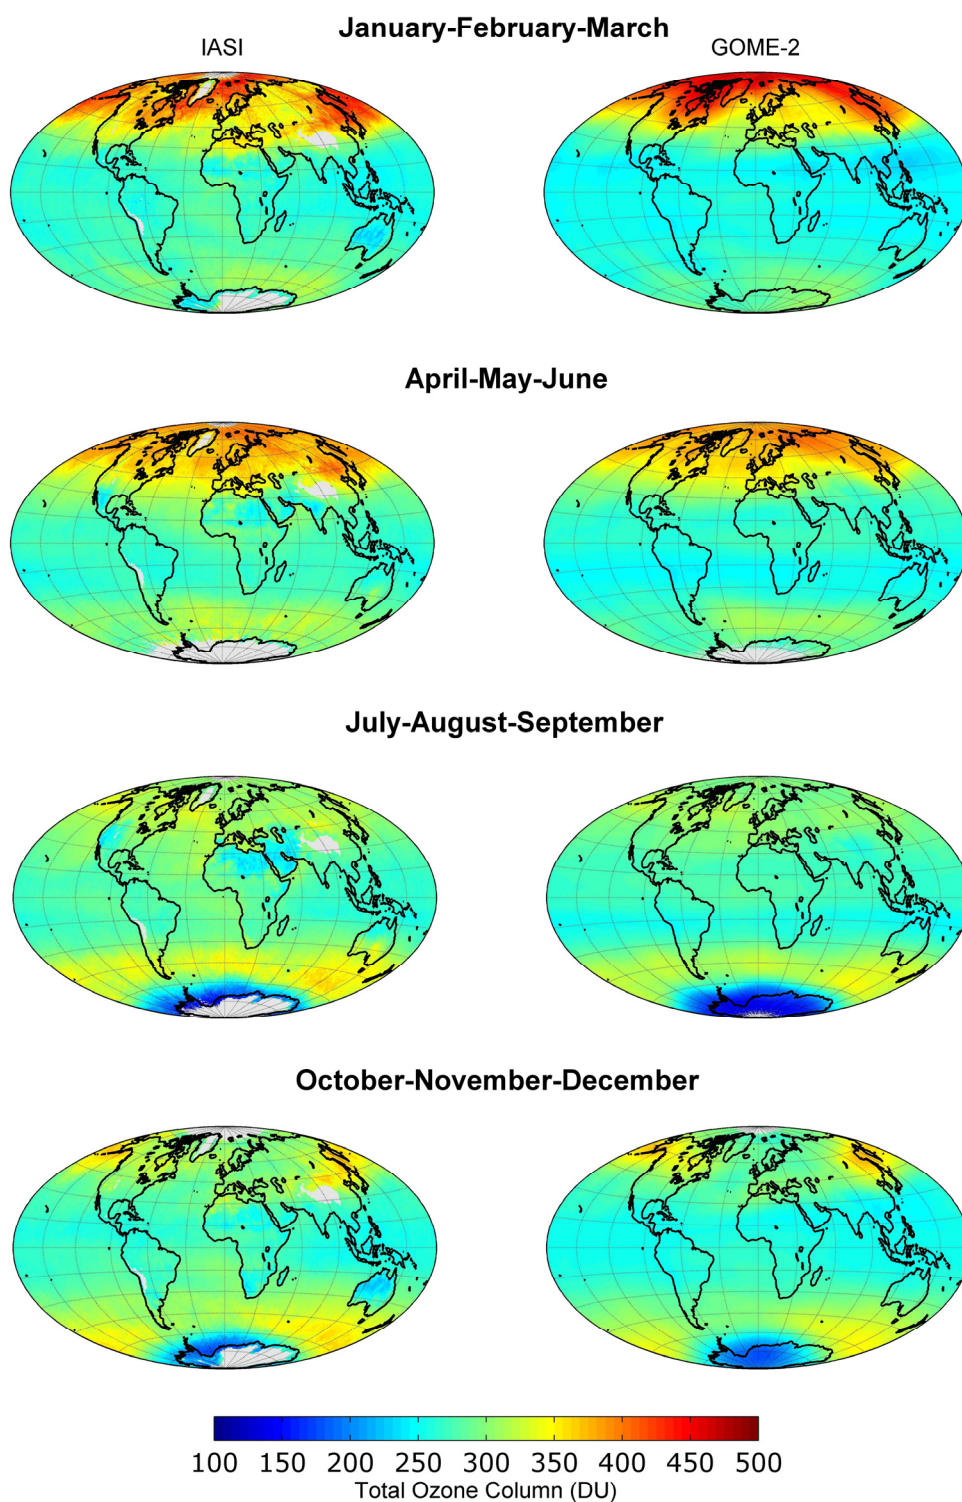 January-February-March
IASI
GOME-2
April-May-June
July-August-September
October-November-December
100 150 200 250 300 350 400 450 500
Total Ozone Column (DU)